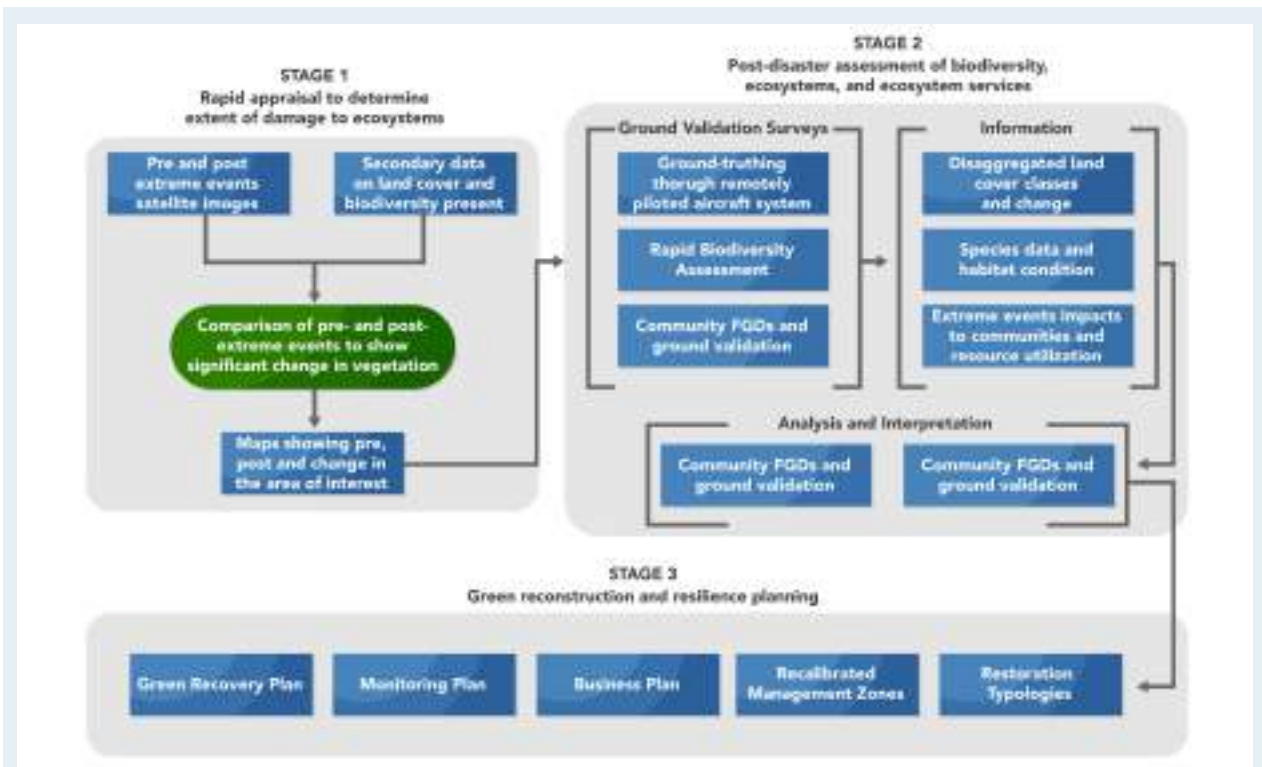 STAGE 1
Rapid appraisal to determine
extent of damage to ecosystems
Pre and post
extreme events
satellite images
Secondary data
on land cover and
biodiversity present
Comparison of pre- and post-
extreme events to show
significant change in vegetation
Maps showing pre,
post and change in
the area of interest
STAGE 2
Post-disaster assessment of biodiversity,
ecosystems, and ecosystem services
Ground Validation Surveys
Ground-truthing
thorough remotely
piloted aircraft system
Rapid Biodiversity
Assessment
Community FGDs and
ground validation
Information
Disaggregated land
cover classes
and change
Species data and
habitat condition
Extreme events impacts
to communities and
resource utilization
Analysis and Interpretation
Community FGDs and
ground validation
Community FGDs and
ground validation
STAGE 3
Green reconstruction and resilience planning
Green Recovery Plan
Monitoring Plan
Business Plan
Recalibrated
Management Zones
Restoration
Typologies